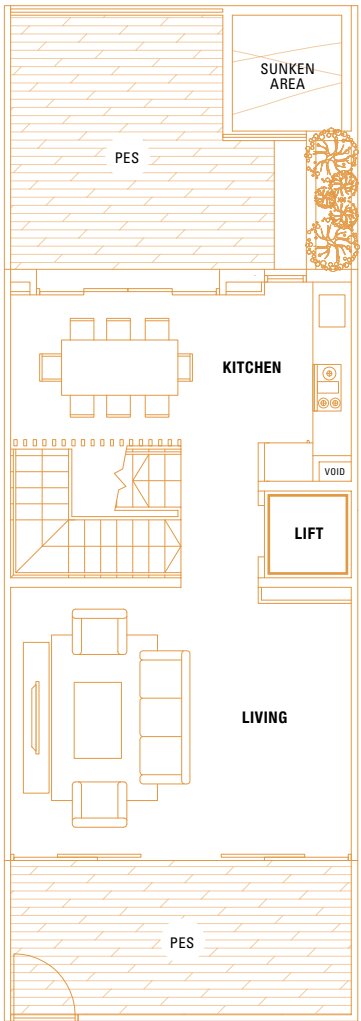 SUNKEN
AREA
PES
KITCHEN
VOID
LIFT
LIVING
PES